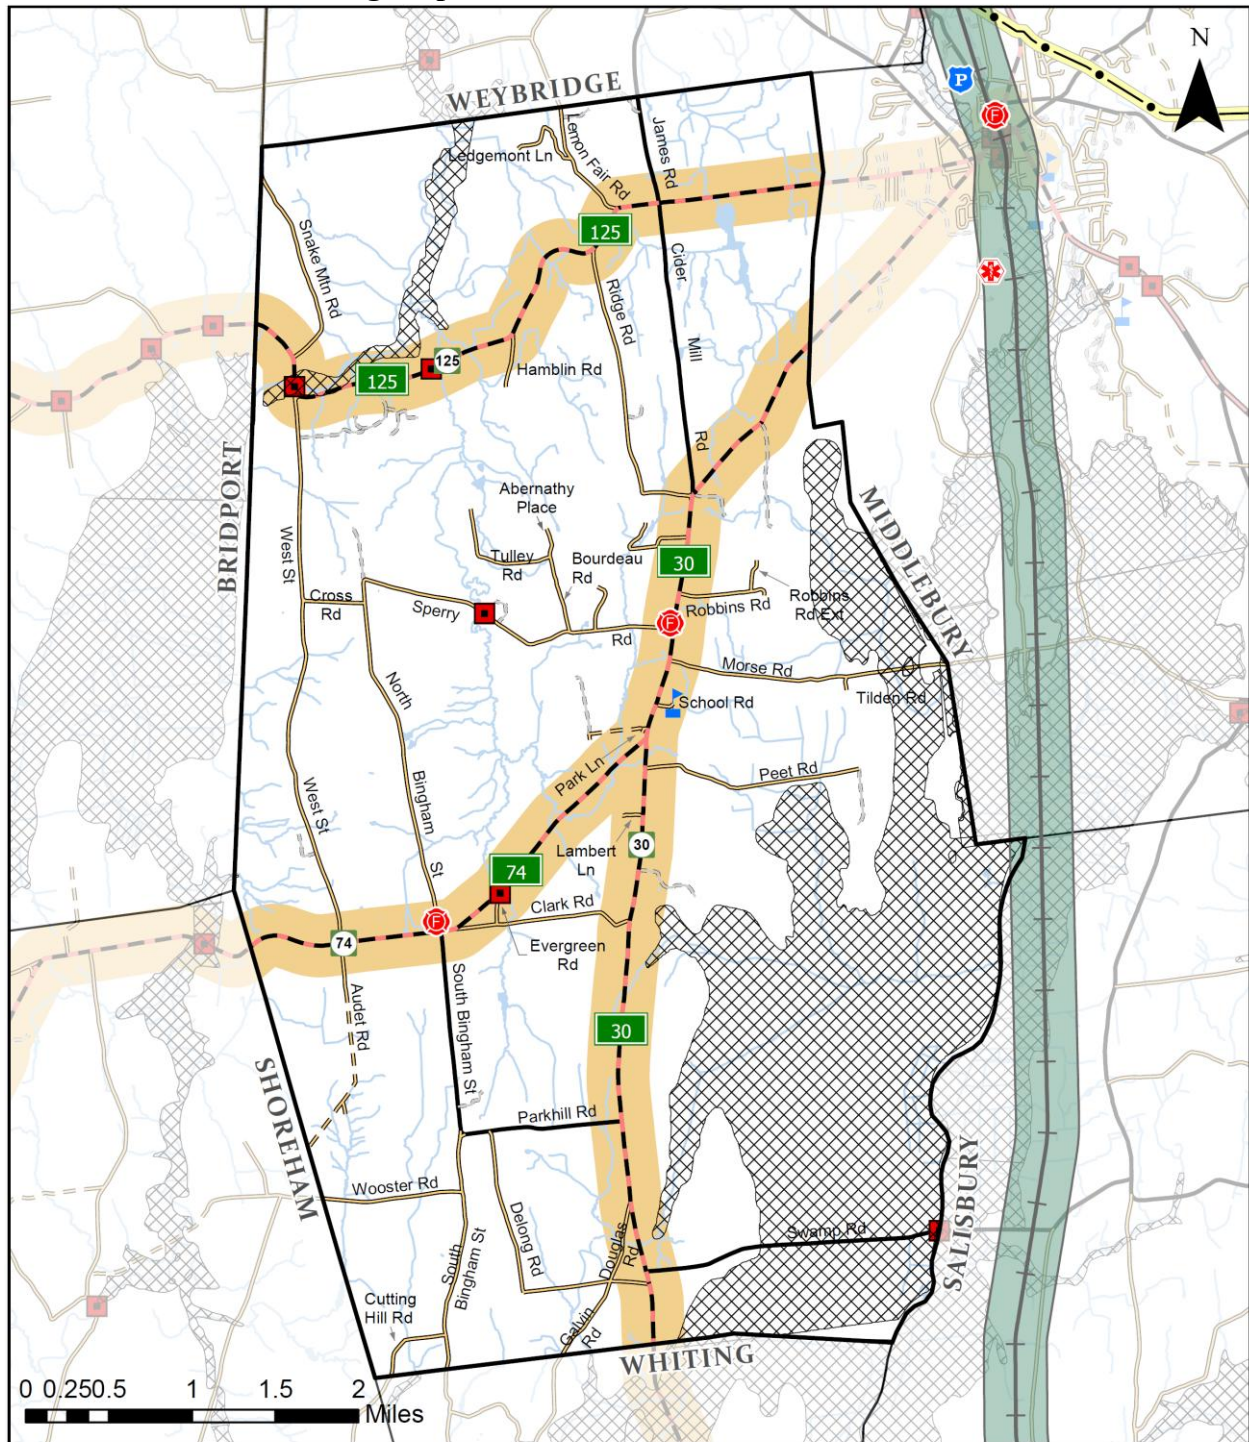 N
P
F
WEYBRIDGE
Ledgemont Ln
Lemon Fair Rd
James Rd
125
Snake Mtn Rd
Cider
Mill
Rd
Ridge Rd
125
125
Hamblin Rd
BRIDPORT
Abernathy
Place
MIDDLEBURY
West St
Tulley
Rd
Bourdeau
Rd
30
Cross
Rd
Sperry
Rd
F
Robbins Rd
Robbins
Rd Ext
North
Bingham
St
Morse Rd
Tilden Rd
School Rd
Park Ln
Peet Rd
West St
Lambert
Ln
30
74
Clark Rd
F
74
Evergreen
Rd
Audet Rd
South Bingham St
30
SHOREHAM
Parkhill Rd
Wooster Rd
SALISBURY
Swamp Rd
Delong Rd
Douglas
Rd
South
Bingham St
Cutting
Hill Rd
Galvin
Rd
WHITING
0 0.250.5 1 1.5 2
Miles